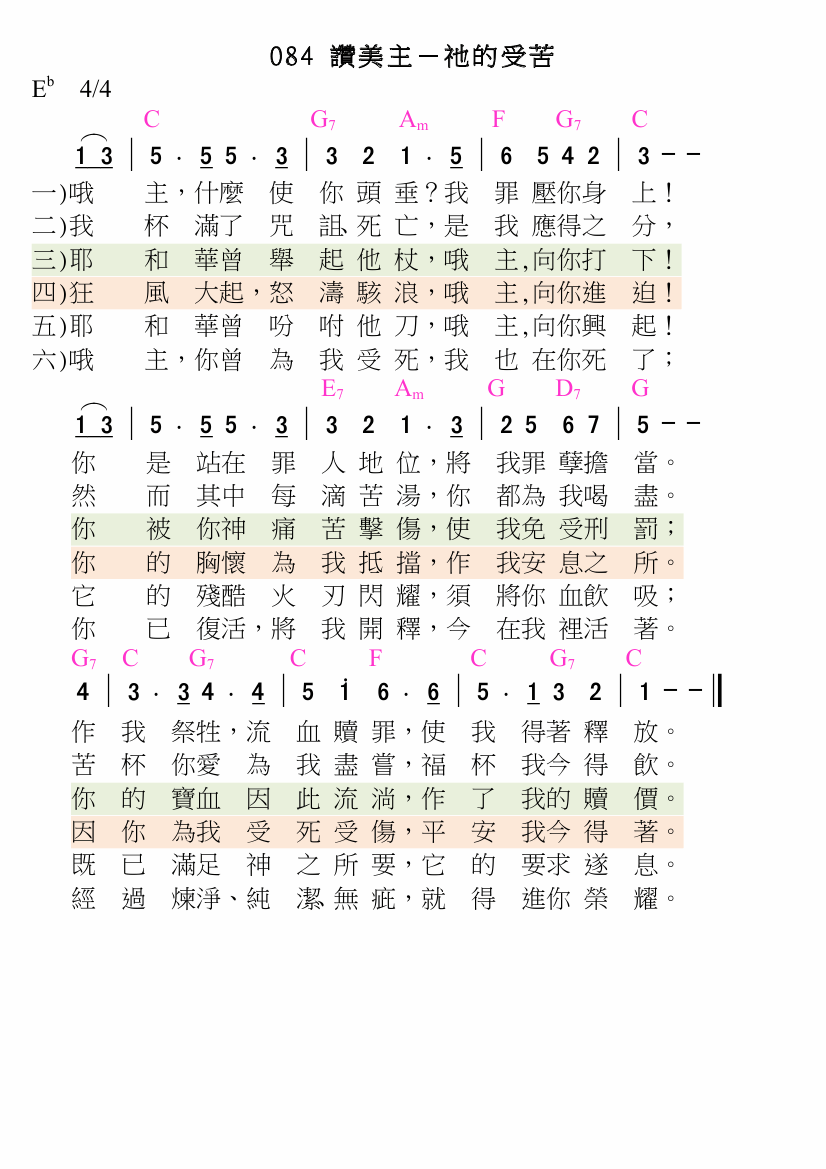 084 讚美主－祂的受苦
E♭ 4/4
C G7 Am F G7 C
1 3 | 5 . 5 5 . 3 | 3 2 1 . 5 | 6 5 4 2 | 3 - -
一)哦 主，什麼 使 你 頭 垂？我 罪 壓你身 上！
二)我 杯 滿了 咒 詛、死 亡，是 我 應得之 分，
三)耶 和 華曾 舉 起 他 杖，哦 主,向你打 下！
四)狂 風 大起，怒 濤 駭 浪，哦 主,向你進 迫！
五)耶 和 華曾 吩 咐 他 刀，哦 主,向你興 起！
六)哦 主，你曾 為 我 受 死，我 也 在你死 了；
E7 Am G D7 G
1 3 | 5 . 5 5 . 3 | 3 2 1 . 3 | 2 5 6 7 | 5 - -
你 是 站在 罪 人 地 位，將 我罪 孽擔 當。
然 而 其中 每 滴 苦 湯，你 都為 我喝 盡。
你 被 你神 痛 苦 擊 傷，使 我免 受刑 罰；
你 的 胸懷 為 我 抵 擋，作 我安 息之 所。
它 的 殘酷 火 刃 閃 耀，須 將你 血飲 吸；
你 已 復活，將 我 開 釋，今 在我 裡活 著。
G7 C G7 C F C G7 C
4 | 3 . 3 4 . 4 | 5 i 6 . 6 | 5 . 1 3 2 | 1 - - ‖
作 我 祭牲，流 血 贖 罪，使 我 得著 釋 放。
苦 杯 你愛 為 我 盡 嘗，福 杯 我今 得 飲。
你 的 寶血 因 此 流 淌，作 了 我的 贖 價。
因 你 為我 受 死 受 傷，平 安 我今 得 著。
既 已 滿足 神 之 所 要，它 的 要求 遂 息。
經 過 煉淨、純 潔、無 疵，就 得 進你 榮 耀。